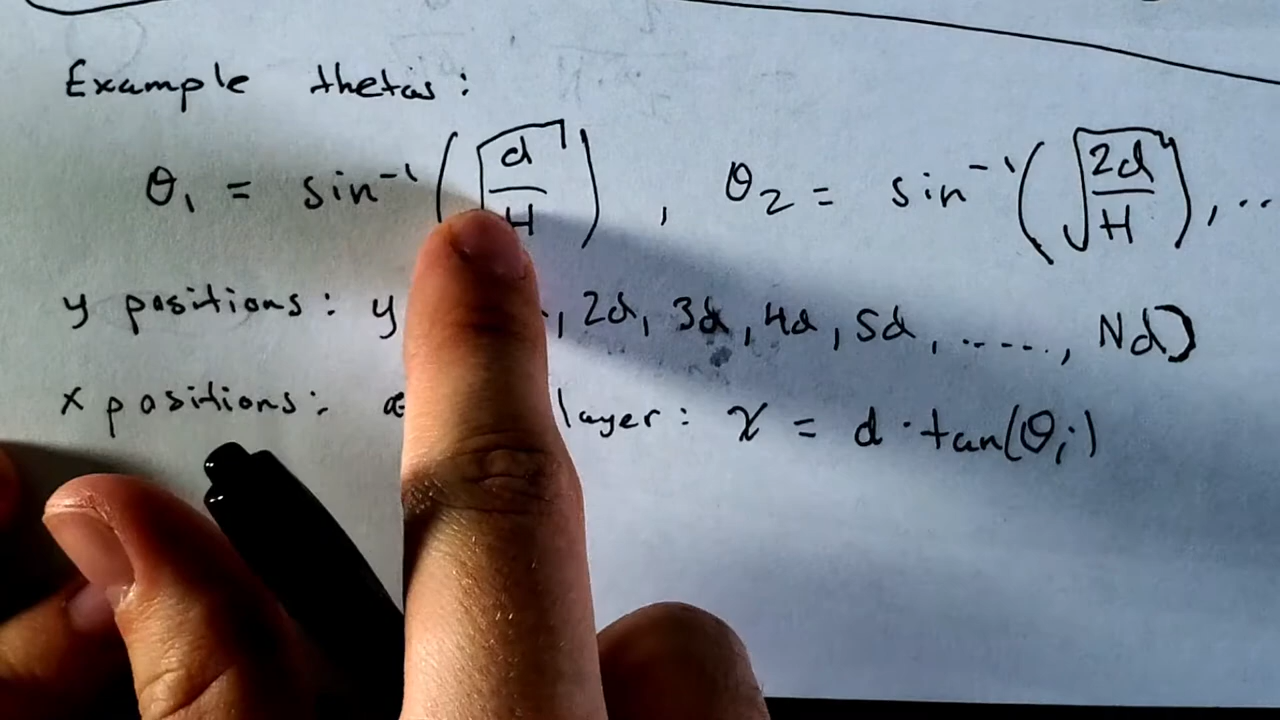 Example thetas:
θ₁ = sin⁻¹(√(d/H)), θ₂ = sin⁻¹(√(2d/H)), ..
y positions: y , 2d, 3d, 4d, 5d, ....., Nd)
x positions: layer: x = d · tan(θᵢ)